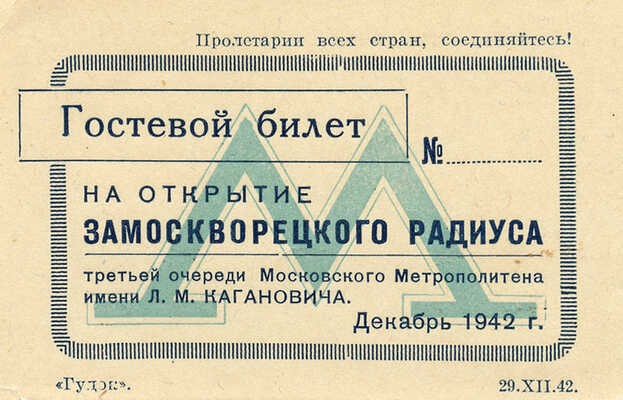 Пролетарии всех стран, соединяйтесь!
Гостевой билет
№
НА ОТКРЫТИЕ
ЗАМОСКВОРЕЦКОГО РАДИУСА
третьей очереди Московского Метрополитена
имени Л. М. КАГАНОВИЧА.
Декабрь 1942 г.
«Гудок». 29.XII.42.